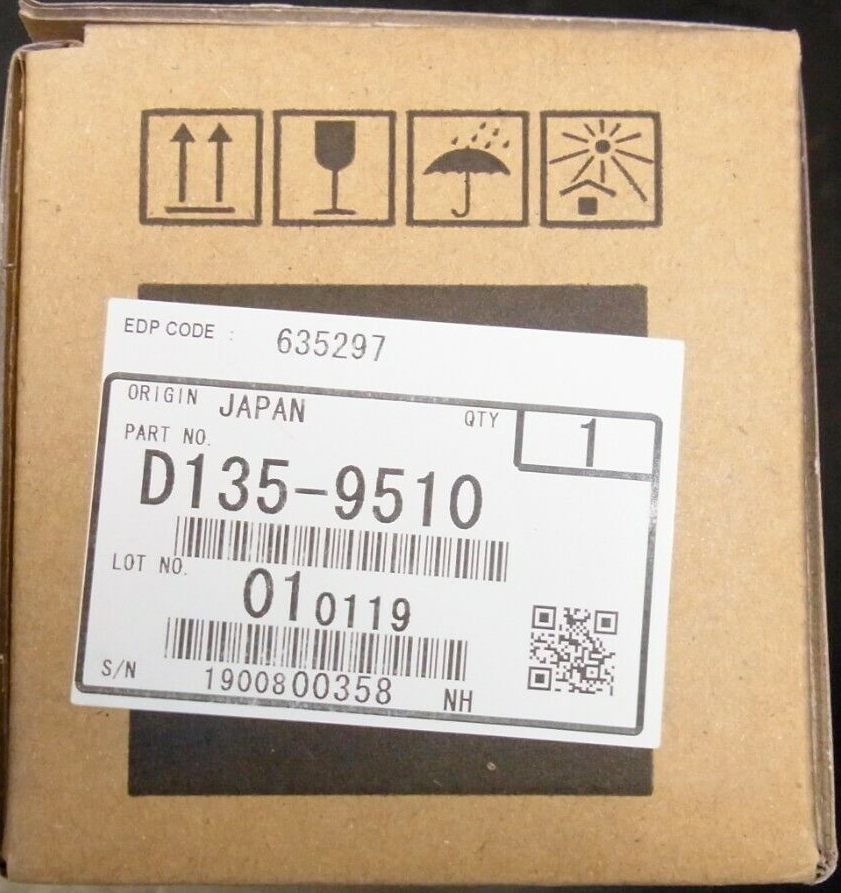 EDP CODE : 635297
ORIGIN JAPAN QTY 1
PART NO.
D135-9510
LOT NO.
01 0119
S/N 1900800358 NH